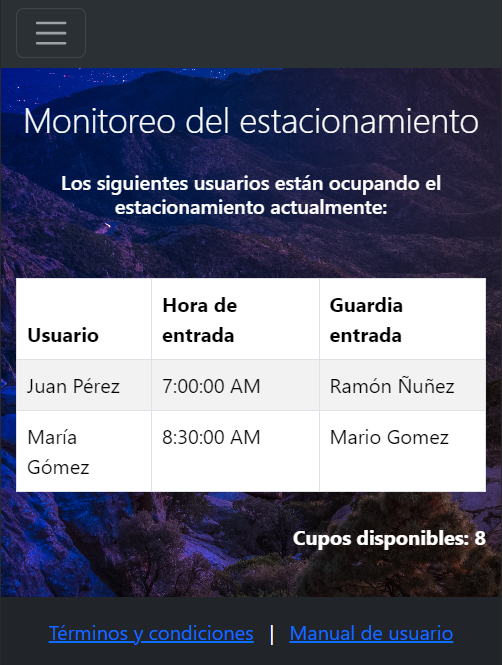 Monitoreo del estacionamiento
Los siguientes usuarios están ocupando el
estacionamiento actualmente:
Usuario Hora de entrada Guardia entrada
Juan Pérez 7:00:00 AM Ramón Ñuñez
María Gómez 8:30:00 AM Mario Gomez
Cupos disponibles: 8
Términos y condiciones | Manual de usuario